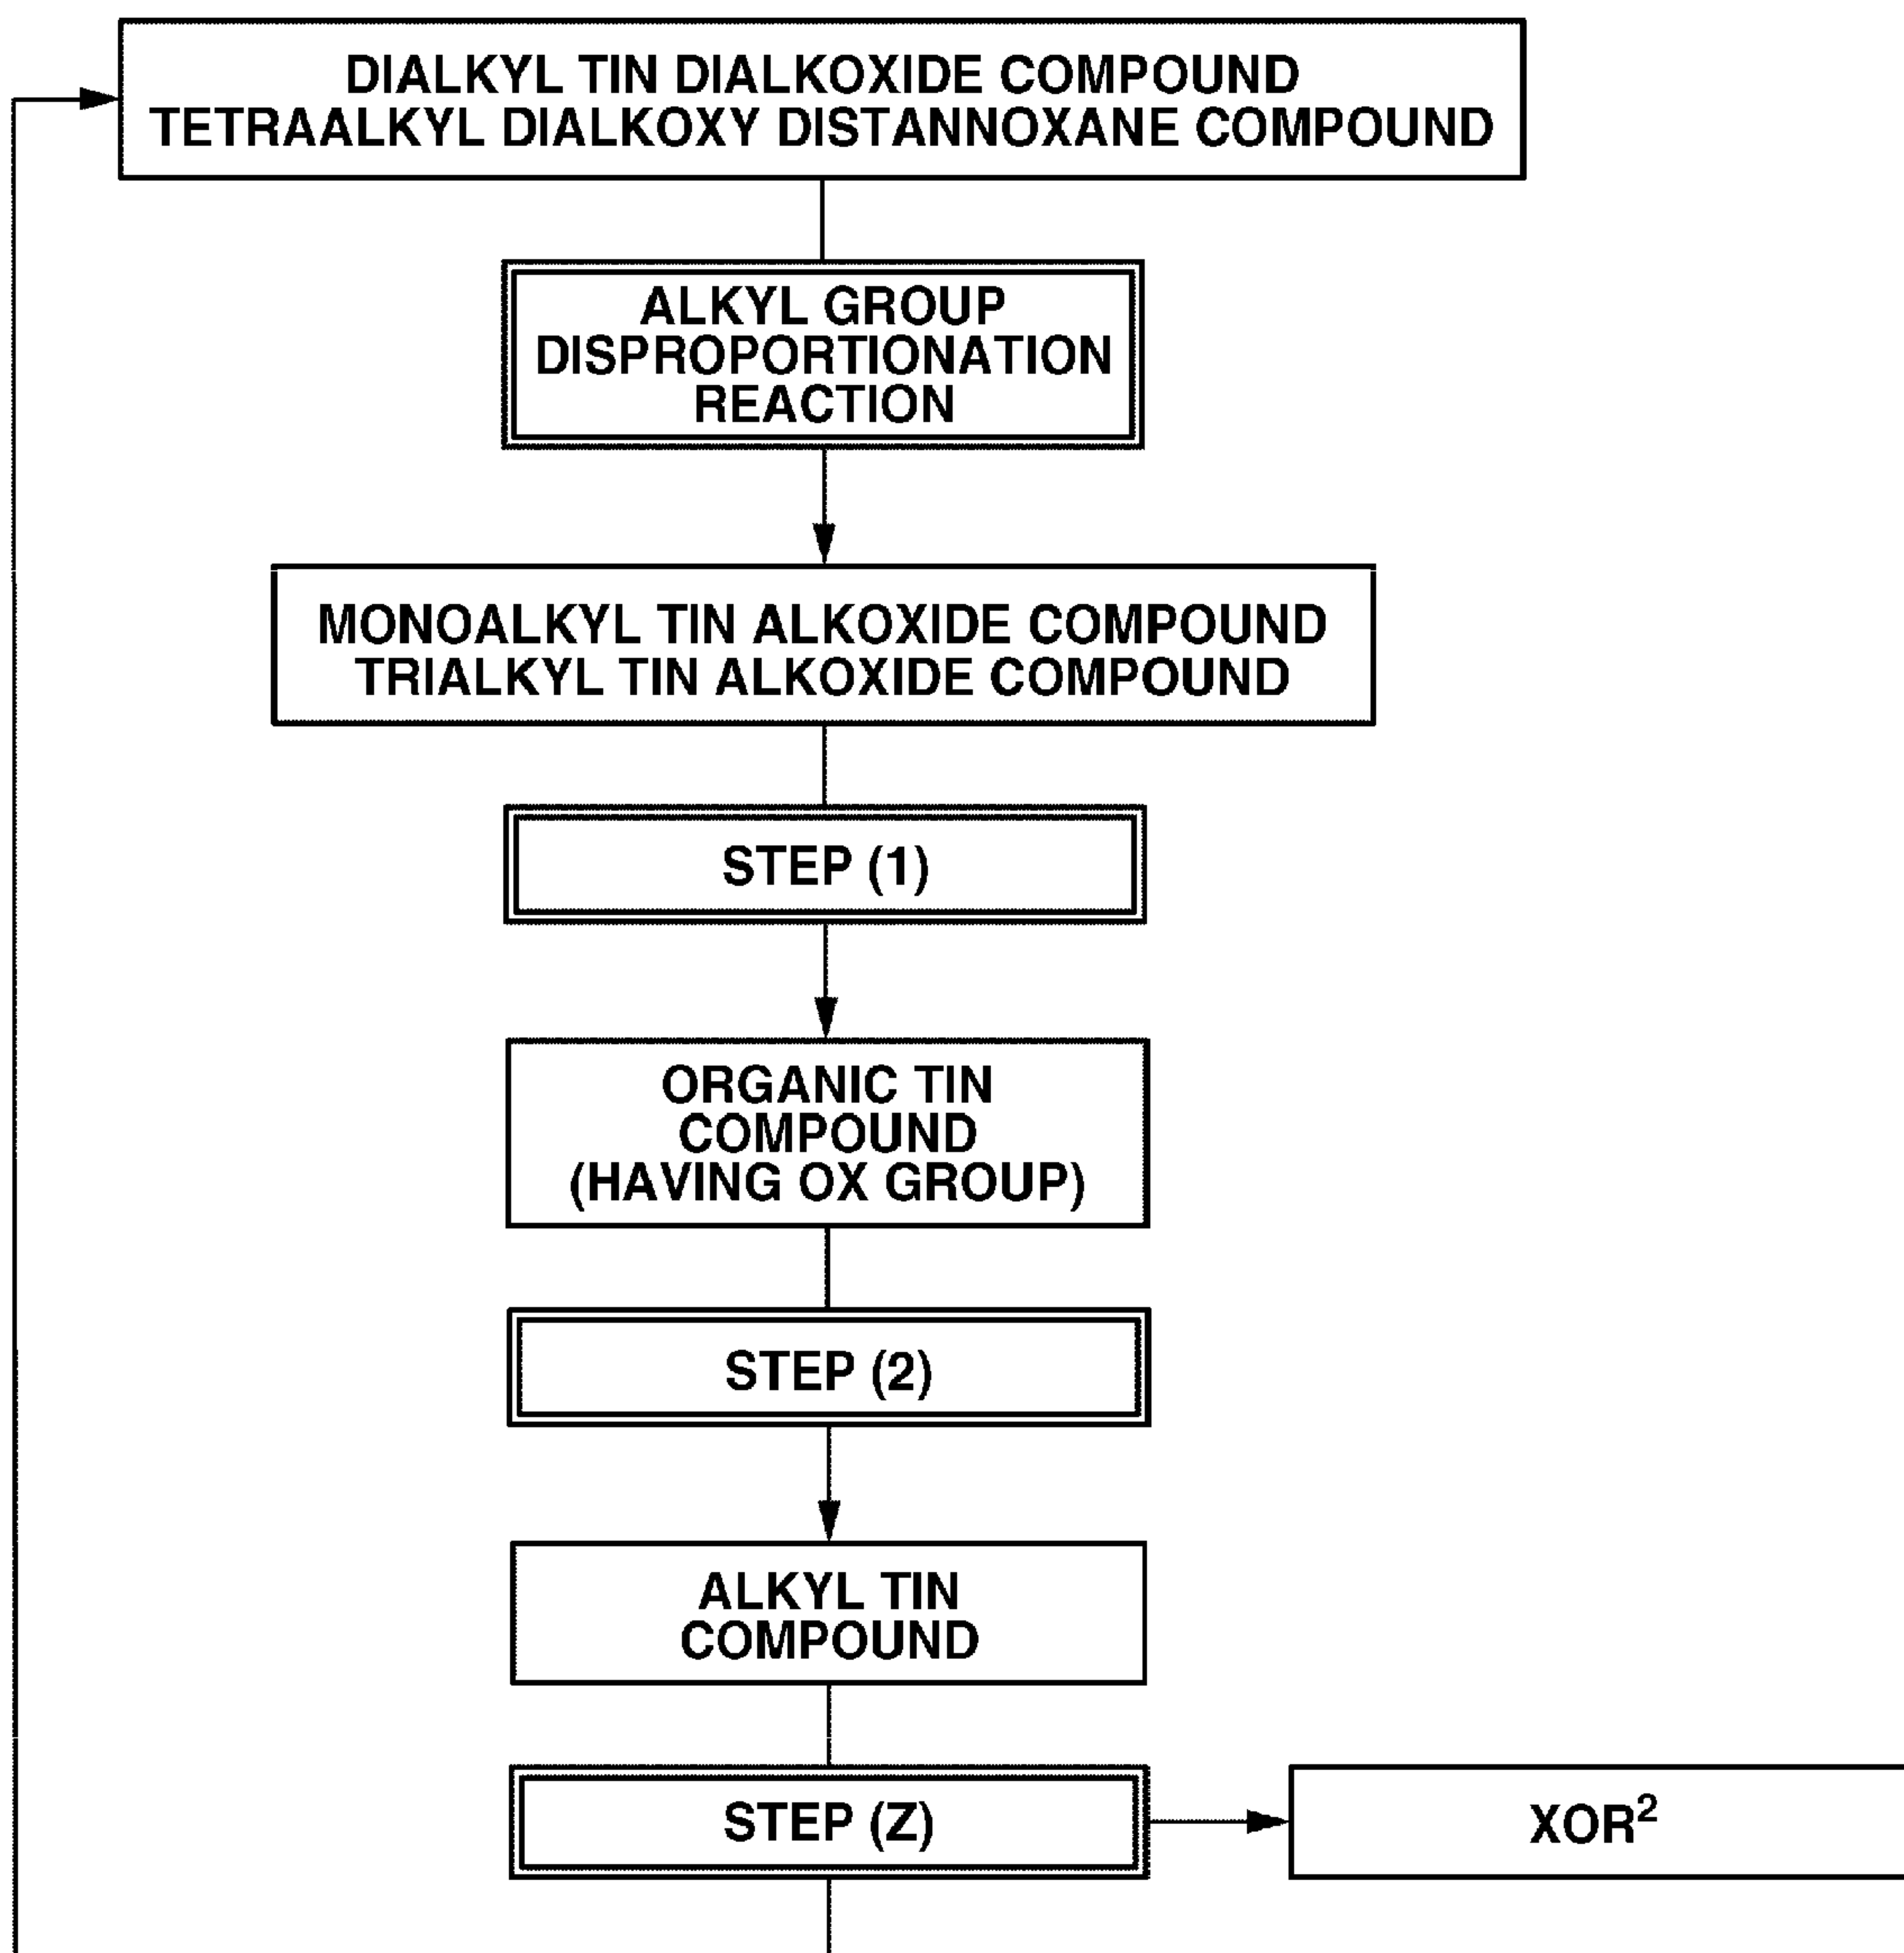 DIALKYL TIN DIALKOXIDE COMPOUND
TETRAALKYL DIALKOXY DISTANNOXANE COMPOUND
ALKYL GROUP
DISPROPORTIONATION
REACTION
MONOALKYL TIN ALKOXIDE COMPOUND
TRIALKYL TIN ALKOXIDE COMPOUND
STEP (1)
ORGANIC TIN
COMPOUND
(HAVING OX GROUP)
STEP (2)
ALKYL TIN
COMPOUND
STEP (Z)
XOR²